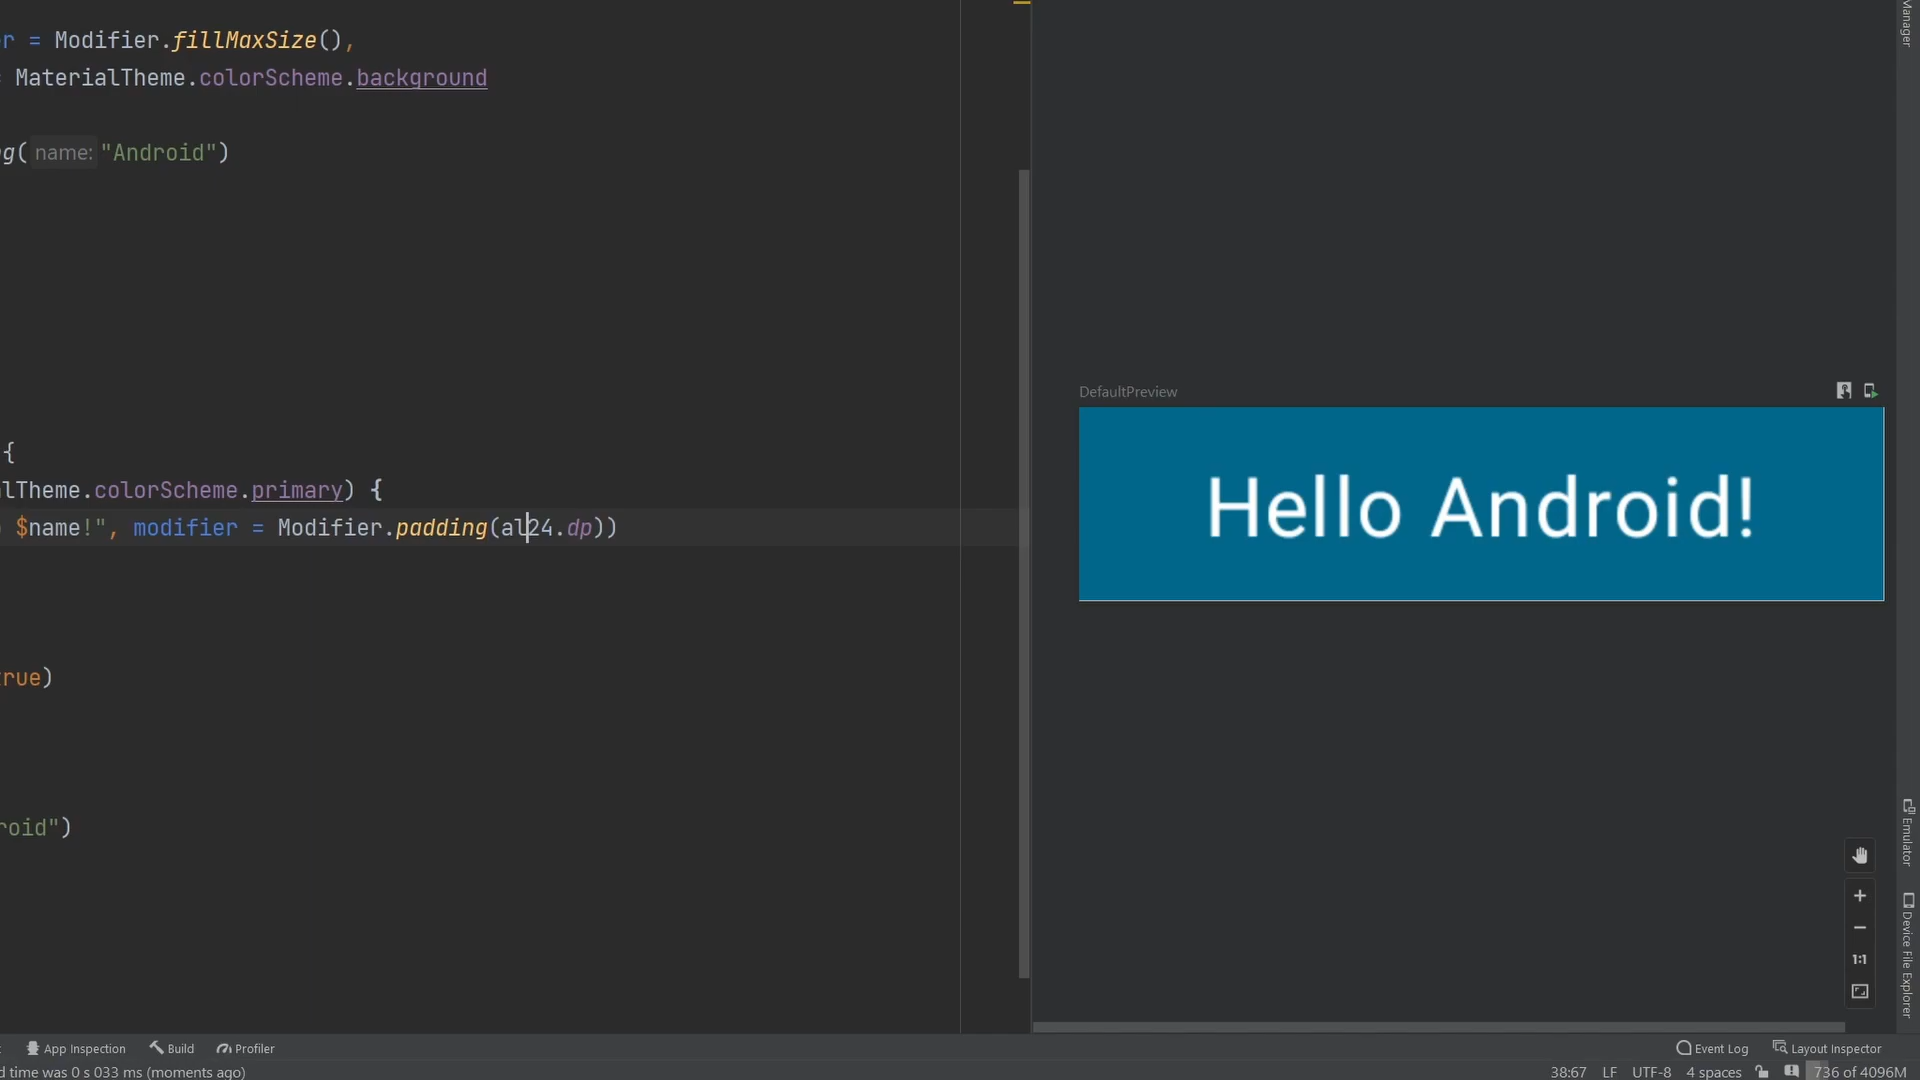 r = Modifier.fillMaxSize(),
MaterialTheme.colorScheme.background
g( name: "Android")
{
lTheme.colorScheme.primary) {
$name!", modifier = Modifier.padding(al24.dp))
rue)
roid")
DefaultPreview
Hello Android!
Manager
Emulator
Device File Explorer
1:1
App Inspection Build Profiler Event Log Layout Inspector
d time was 0 s 033 ms (moments ago) 38:67 LF UTF-8 4 spaces 736 of 4096M